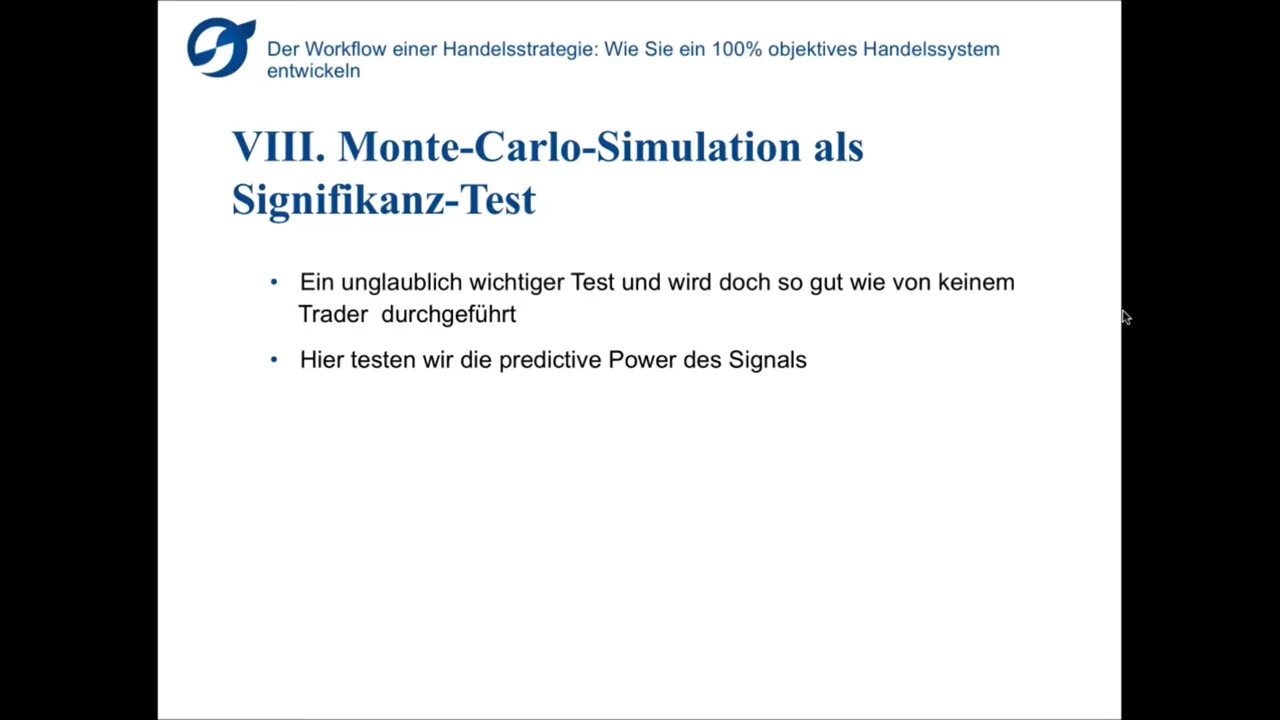 Der Workflow einer Handelsstrategie: Wie Sie ein 100% objektives Handelssystem
entwickeln
VIII. Monte-Carlo-Simulation als
Signifikanz-Test
• Ein unglaublich wichtiger Test und wird doch so gut wie von keinem
Trader durchgeführt
• Hier testen wir die predictive Power des Signals